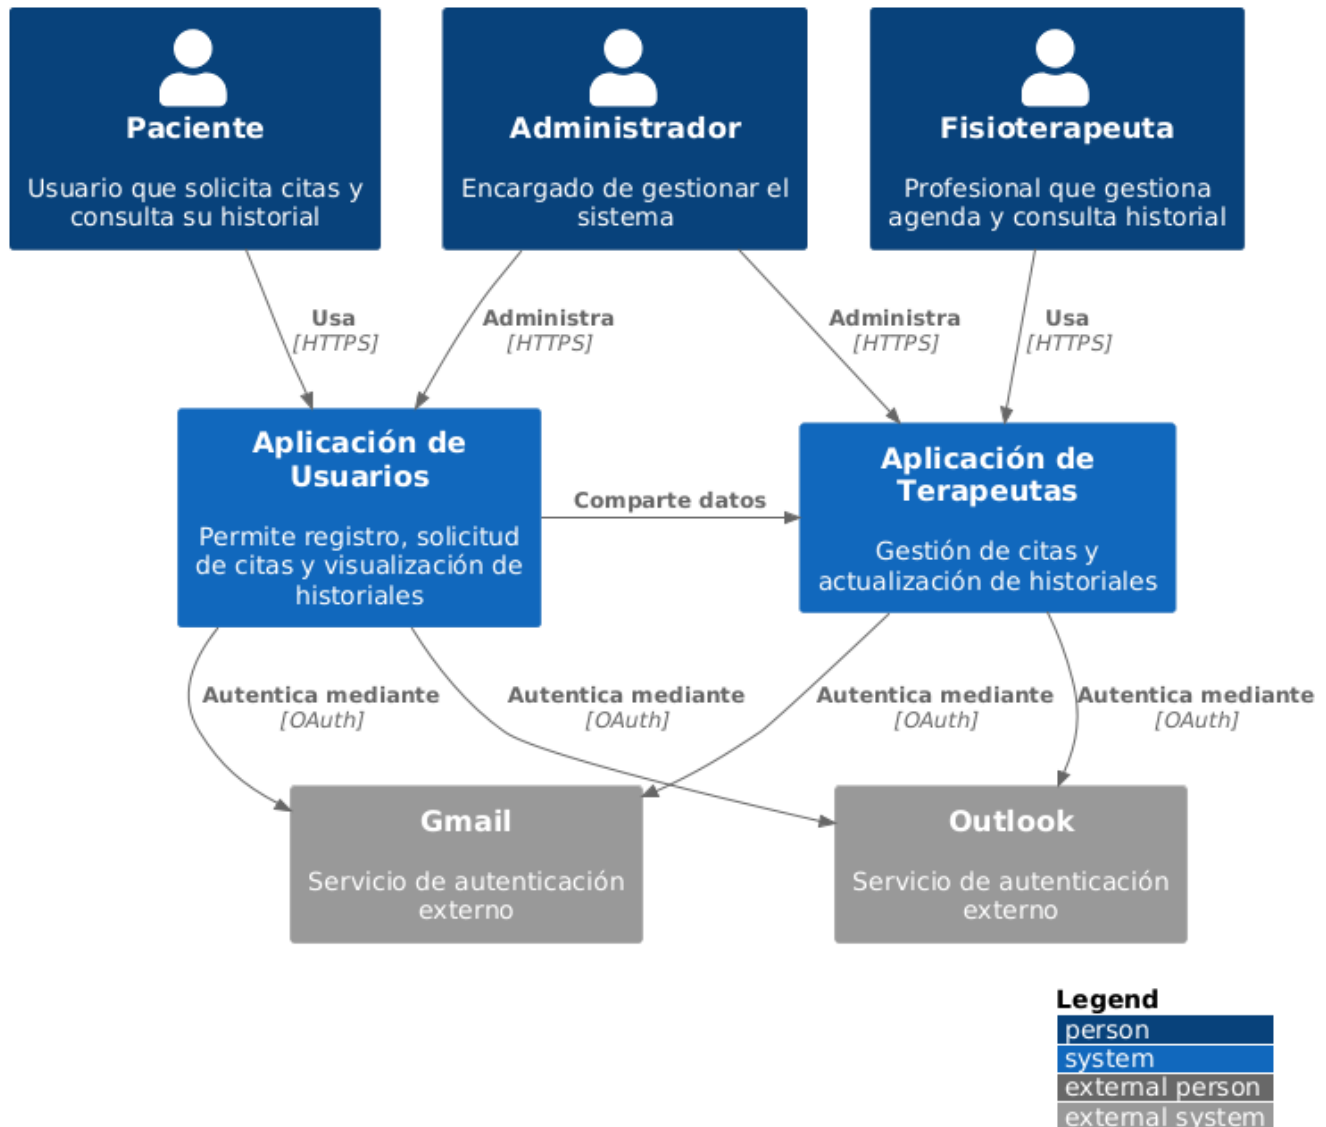 Paciente
Usuario que solicita citas y
consulta su historial
Administrador
Encargado de gestionar el
sistema
Fisioterapeuta
Profesional que gestiona
agenda y consulta historial
Usa
[HTTPS]
Administra
[HTTPS]
Administra
[HTTPS]
Usa
[HTTPS]
Aplicación de
Usuarios
Permite registro, solicitud
de citas y visualización de
historiales
Comparte datos
Aplicación de
Terapeutas
Gestión de citas y
actualización de historiales
Autentica mediante
[OAuth]
Autentica mediante
[OAuth]
Autentica mediante
[OAuth]
Autentica mediante
[OAuth]
Gmail
Servicio de autenticación
externo
Outlook
Servicio de autenticación
externo
Legend
person
system
external person
external system